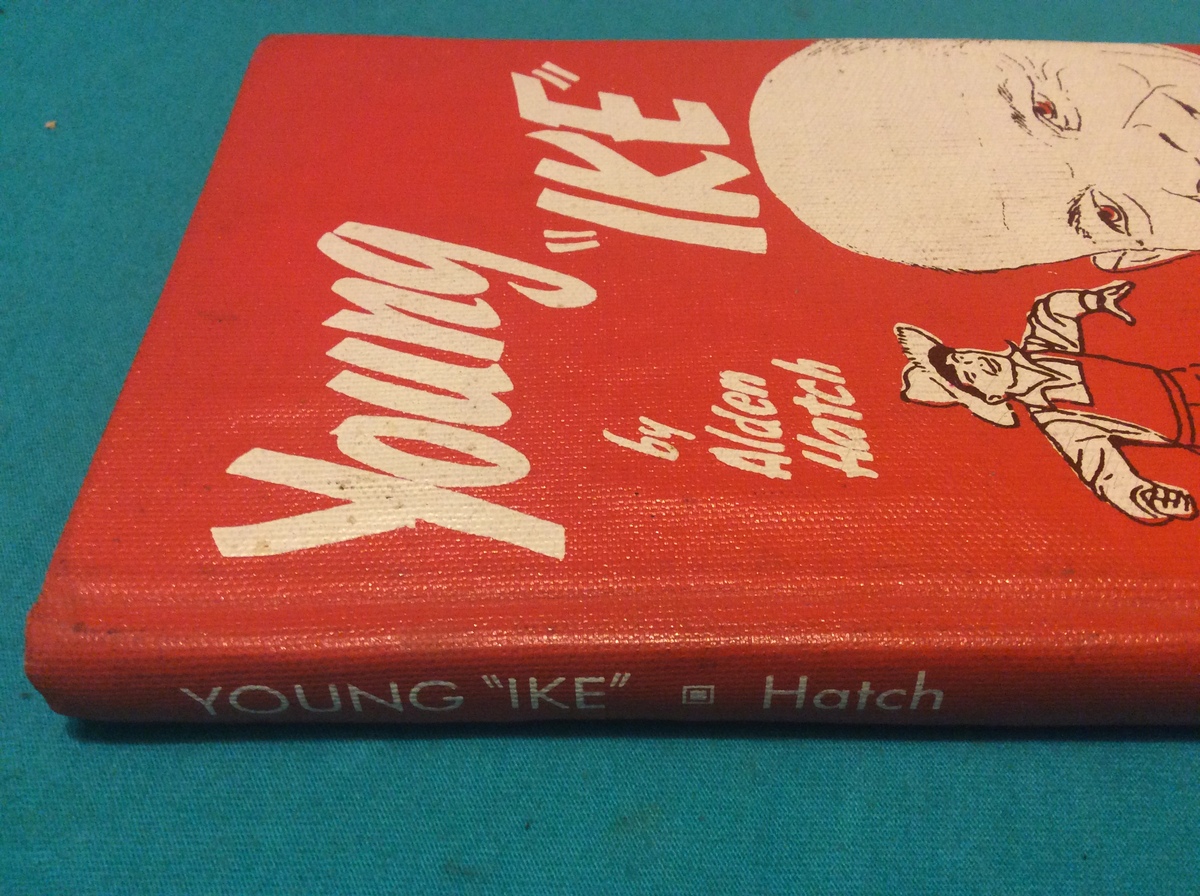 Young
"IKE"
by
Alden
Hatch
YOUNG "IKE" Hatch